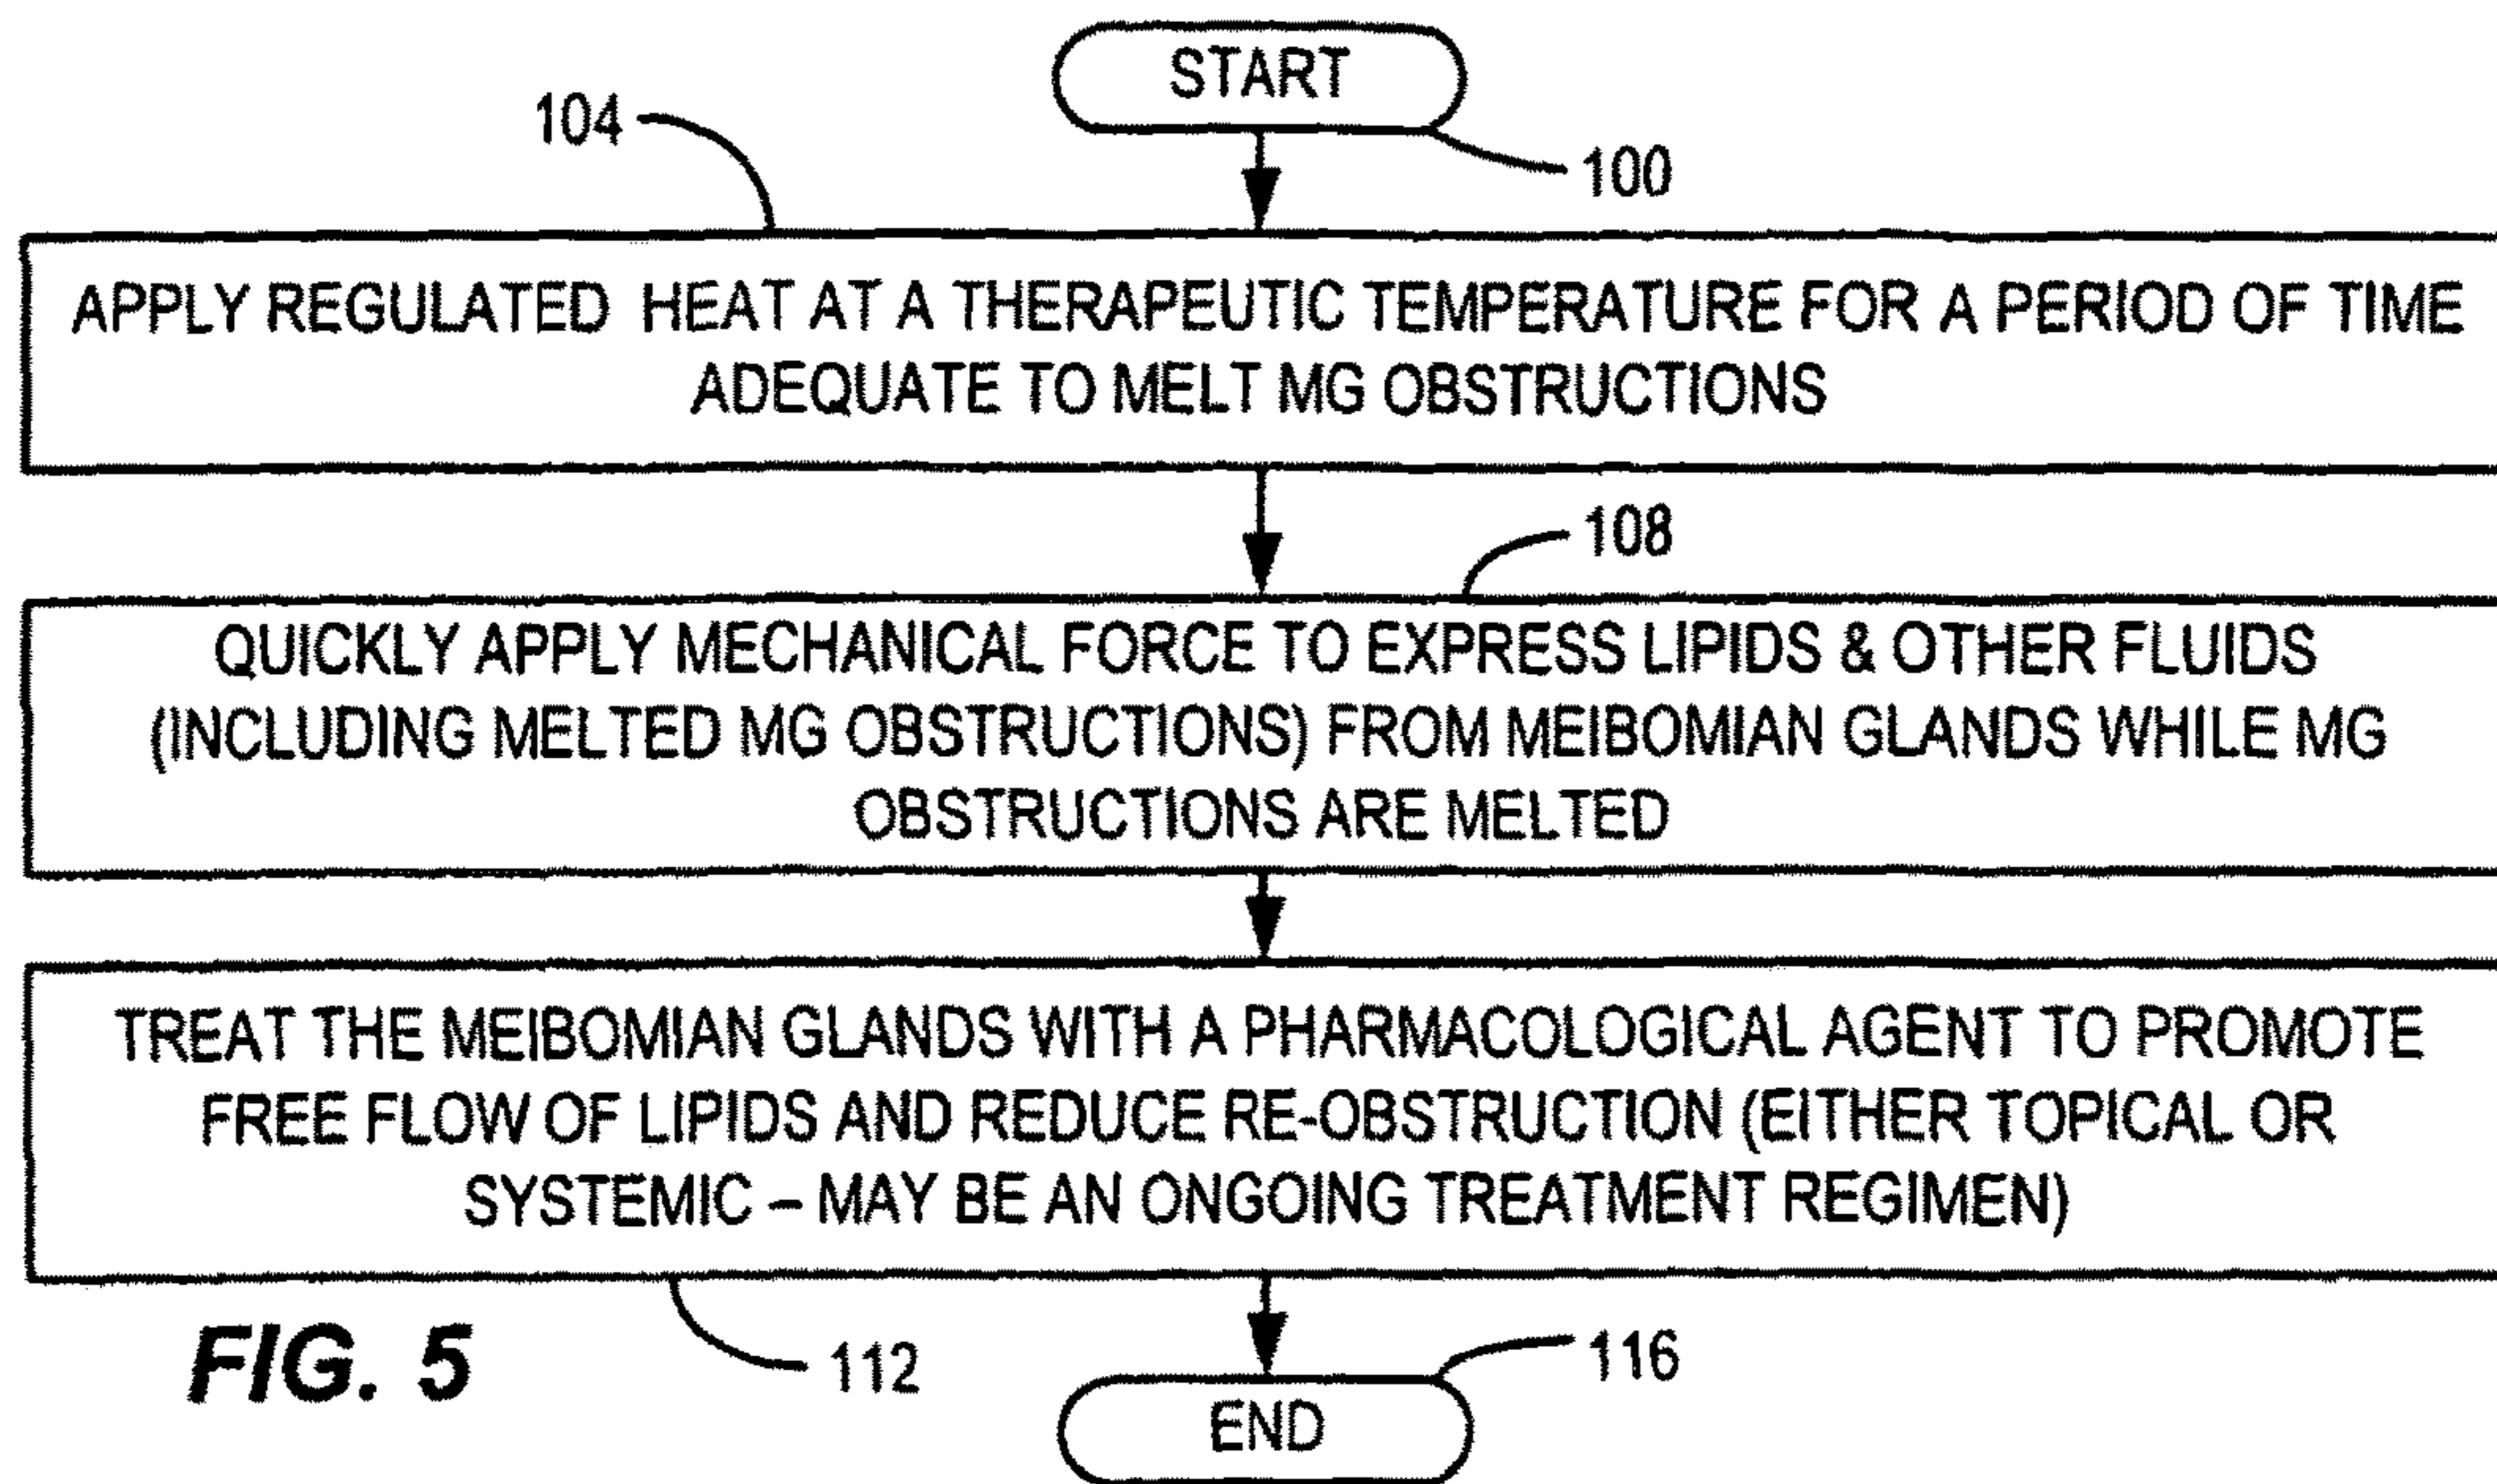 START
104
100
APPLY REGULATED HEAT AT A THERAPEUTIC TEMPERATURE FOR A PERIOD OF TIME
ADEQUATE TO MELT MG OBSTRUCTIONS
108
QUICKLY APPLY MECHANICAL FORCE TO EXPRESS LIPIDS & OTHER FLUIDS
(INCLUDING MELTED MG OBSTRUCTIONS) FROM MEIBOMIAN GLANDS WHILE MG
OBSTRUCTIONS ARE MELTED
TREAT THE MEIBOMIAN GLANDS WITH A PHARMACOLOGICAL AGENT TO PROMOTE
FREE FLOW OF LIPIDS AND REDUCE RE-OBSTRUCTION (EITHER TOPICAL OR
SYSTEMIC – MAY BE AN ONGOING TREATMENT REGIMEN)
FIG. 5
112
116
END